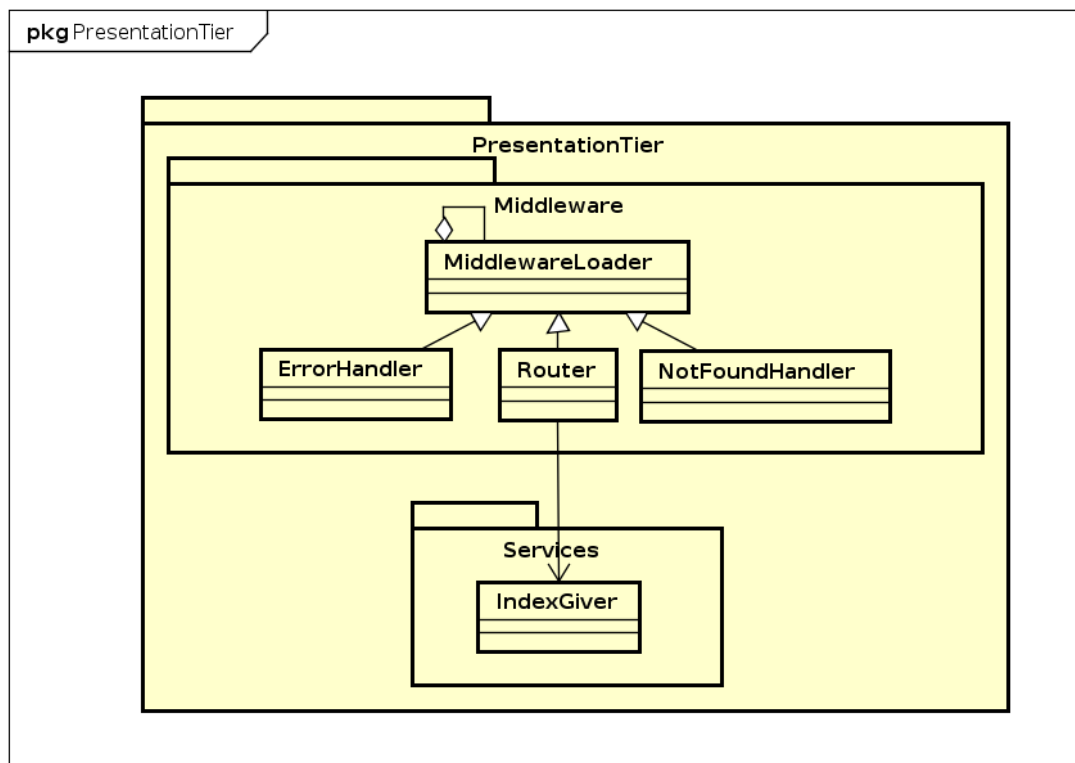 pkg PresentationTier
PresentationTier
Middleware
MiddlewareLoader
ErrorHandler
Router
NotFoundHandler
Services
IndexGiver